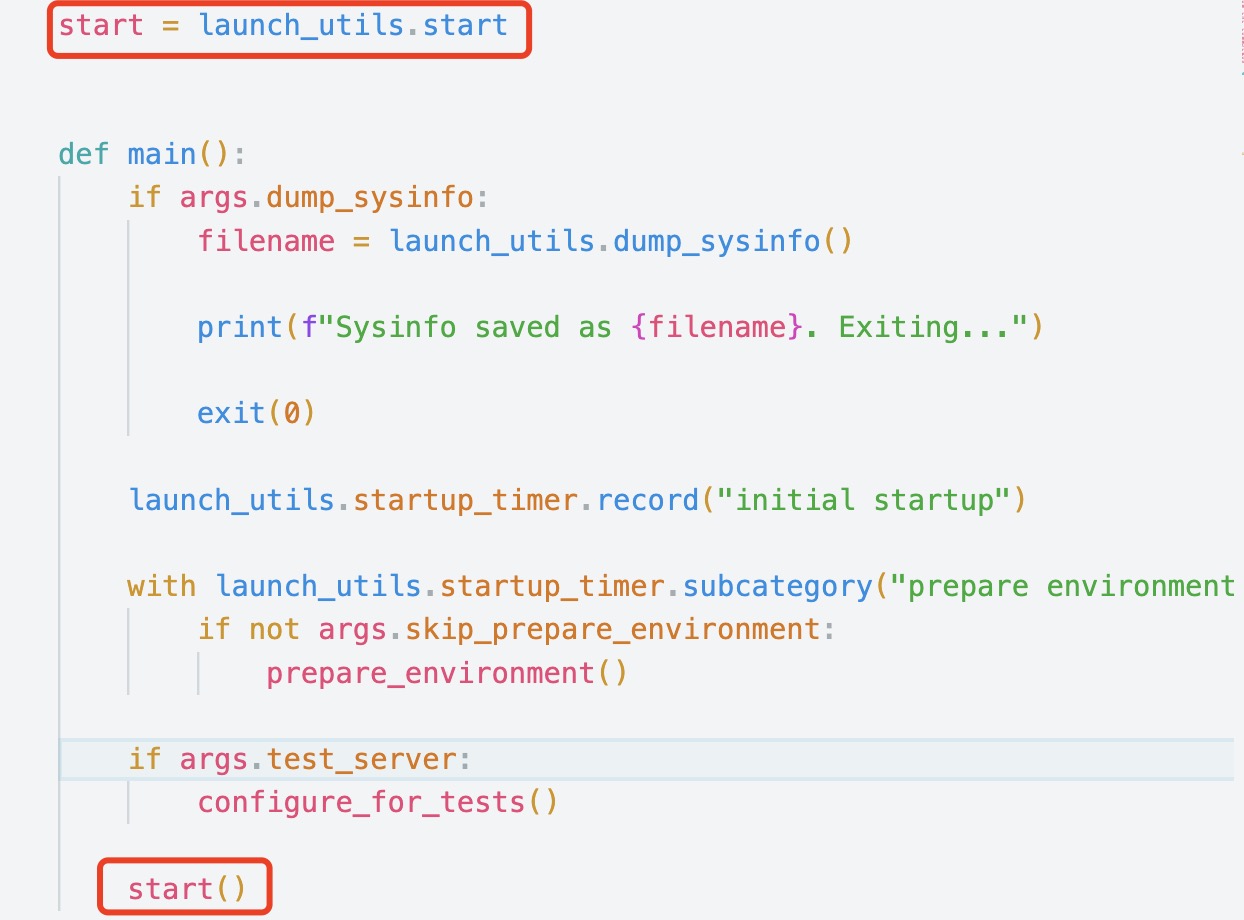 start = launch_utils.start
def main():
if args.dump_sysinfo:
filename = launch_utils.dump_sysinfo()
print(f"Sysinfo saved as {filename}. Exiting...")
exit(0)
launch_utils.startup_timer.record("initial startup")
with launch_utils.startup_timer.subcategory("prepare environment
if not args.skip_prepare_environment:
prepare_environment()
if args.test_server:
configure_for_tests()
start()